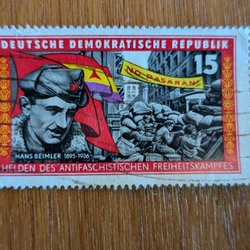 DEUTSCHE DEMOKRATISCHE REPUBLIK
NO PASARAN!
15
HANS BEIMLER 1895-1936
HELDEN DES ANTIFASCHISTISCHEN FREIHEITSKAMPFES